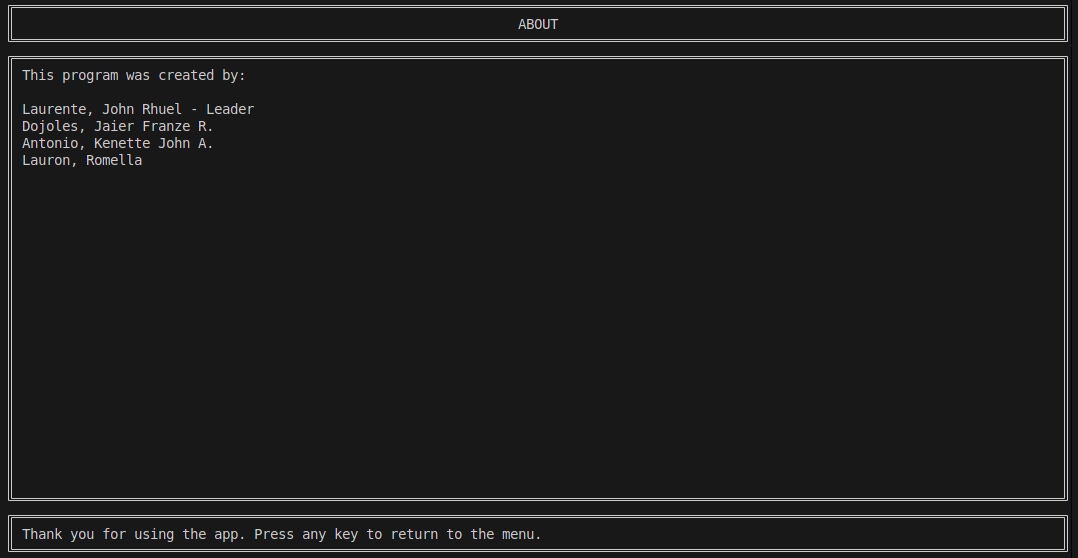 ABOUT
This program was created by:
Laurente, John Rhuel - Leader
Dojoles, Jaier Franze R.
Antonio, Kenette John A.
Lauron, Romella
Thank you for using the app. Press any key to return to the menu.